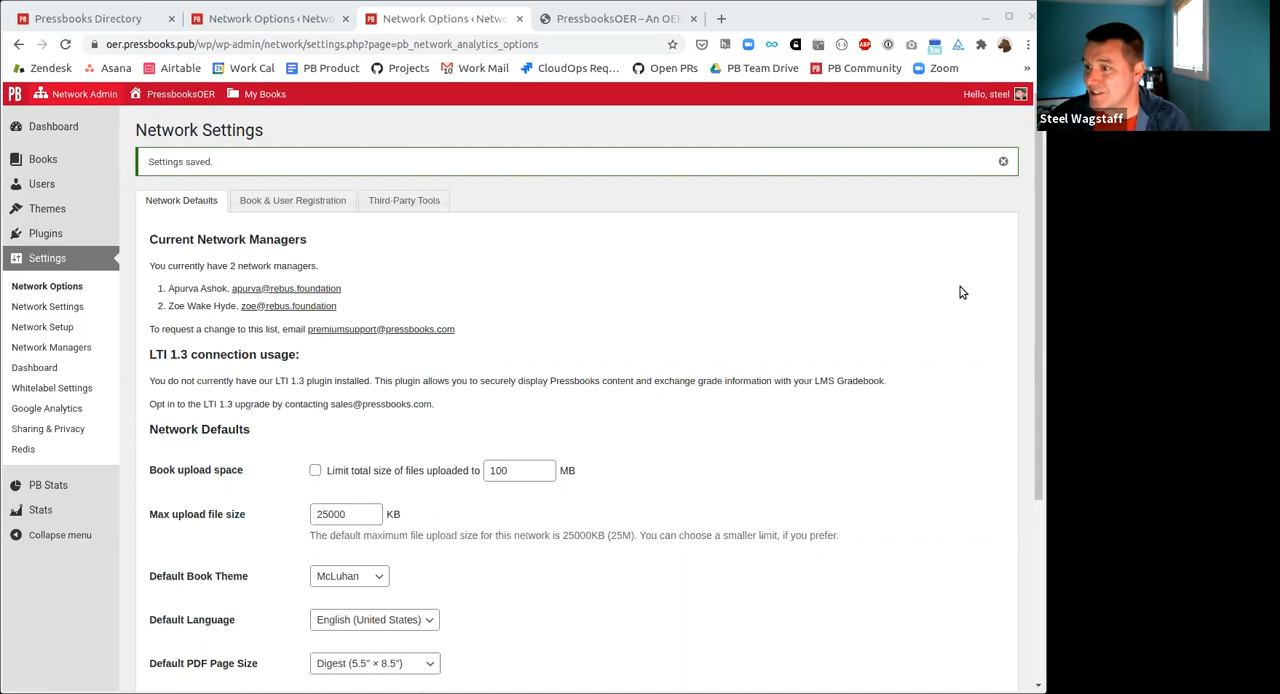 Pressbooks Directory
Network Options ‹ Netwo
Network Options ‹ Netwo
PressbooksOER – An OE
oer.pressbooks.pub/wp/wp-admin/network/settings.php?page=pb_network_analytics_options
Zendesk Asana Airtable Work Cal PB Product Projects Work Mail CloudOps Req... Open PRs PB Team Drive PB Community Zoom »
PB Network Admin PressbooksOER My Books Hello, steel
Steel Wagstaff
Dashboard
Books
Users
Themes
Plugins
Settings
Network Options
Network Settings
Network Setup
Network Managers
Dashboard
Whitelabel Settings
Google Analytics
Sharing & Privacy
Redis
PB Stats
Stats
Collapse menu
Network Settings
Settings saved.
Network Defaults Book & User Registration Third-Party Tools
Current Network Managers
You currently have 2 network managers.
1. Apurva Ashok, apurva@rebus.foundation
2. Zoe Wake Hyde, zoe@rebus.foundation
To request a change to this list, email premiumsupport@pressbooks.com
LTI 1.3 connection usage:
You do not currently have our LTI 1.3 plugin installed. This plugin allows you to securely display Pressbooks content and exchange grade information with your LMS Gradebook.
Opt in to the LTI 1.3 upgrade by contacting sales@pressbooks.com.
Network Defaults
Book upload space Limit total size of files uploaded to 100 MB
Max upload file size 25000 KB
The default maximum file upload size for this network is 25000KB (25M). You can choose a smaller limit, if you prefer.
Default Book Theme McLuhan
Default Language English (United States)
Default PDF Page Size Digest (5.5" × 8.5")